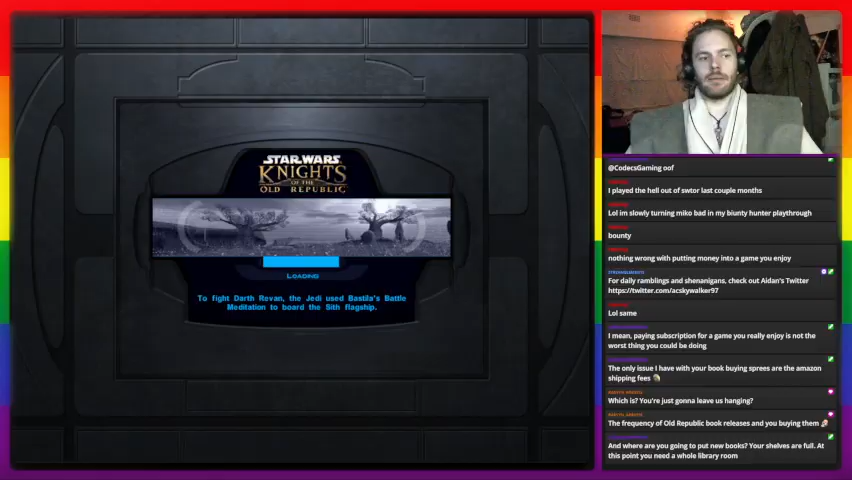 STAR WARS
KNIGHTS
OF THE
OLD REPUBLIC
LOADING
To fight Darth Revan, the Jedi used Bastila's Battle
Meditation to board the Sith flagship.
@CodecsGaming oof
I played the hell out of swtor last couple months
Lol im slowly turning miko bad in my biunty hunter playthrough
bounty
nothing wrong with putting money into a game you enjoy
For daily ramblings and shenanigans, check out Aidan's Twitter
https://twitter.com/acskywalker97
Lol same
I mean, paying subscription for a game you really enjoy is not the
worst thing you could be doing
The only issue I have with your book buying sprees are the amazon
shipping fees
Which is? You're just gonna leave us hanging?
The frequency of Old Republic book releases and you buying them
And where are you going to put new books? Your shelves are full. At
this point you need a whole library room